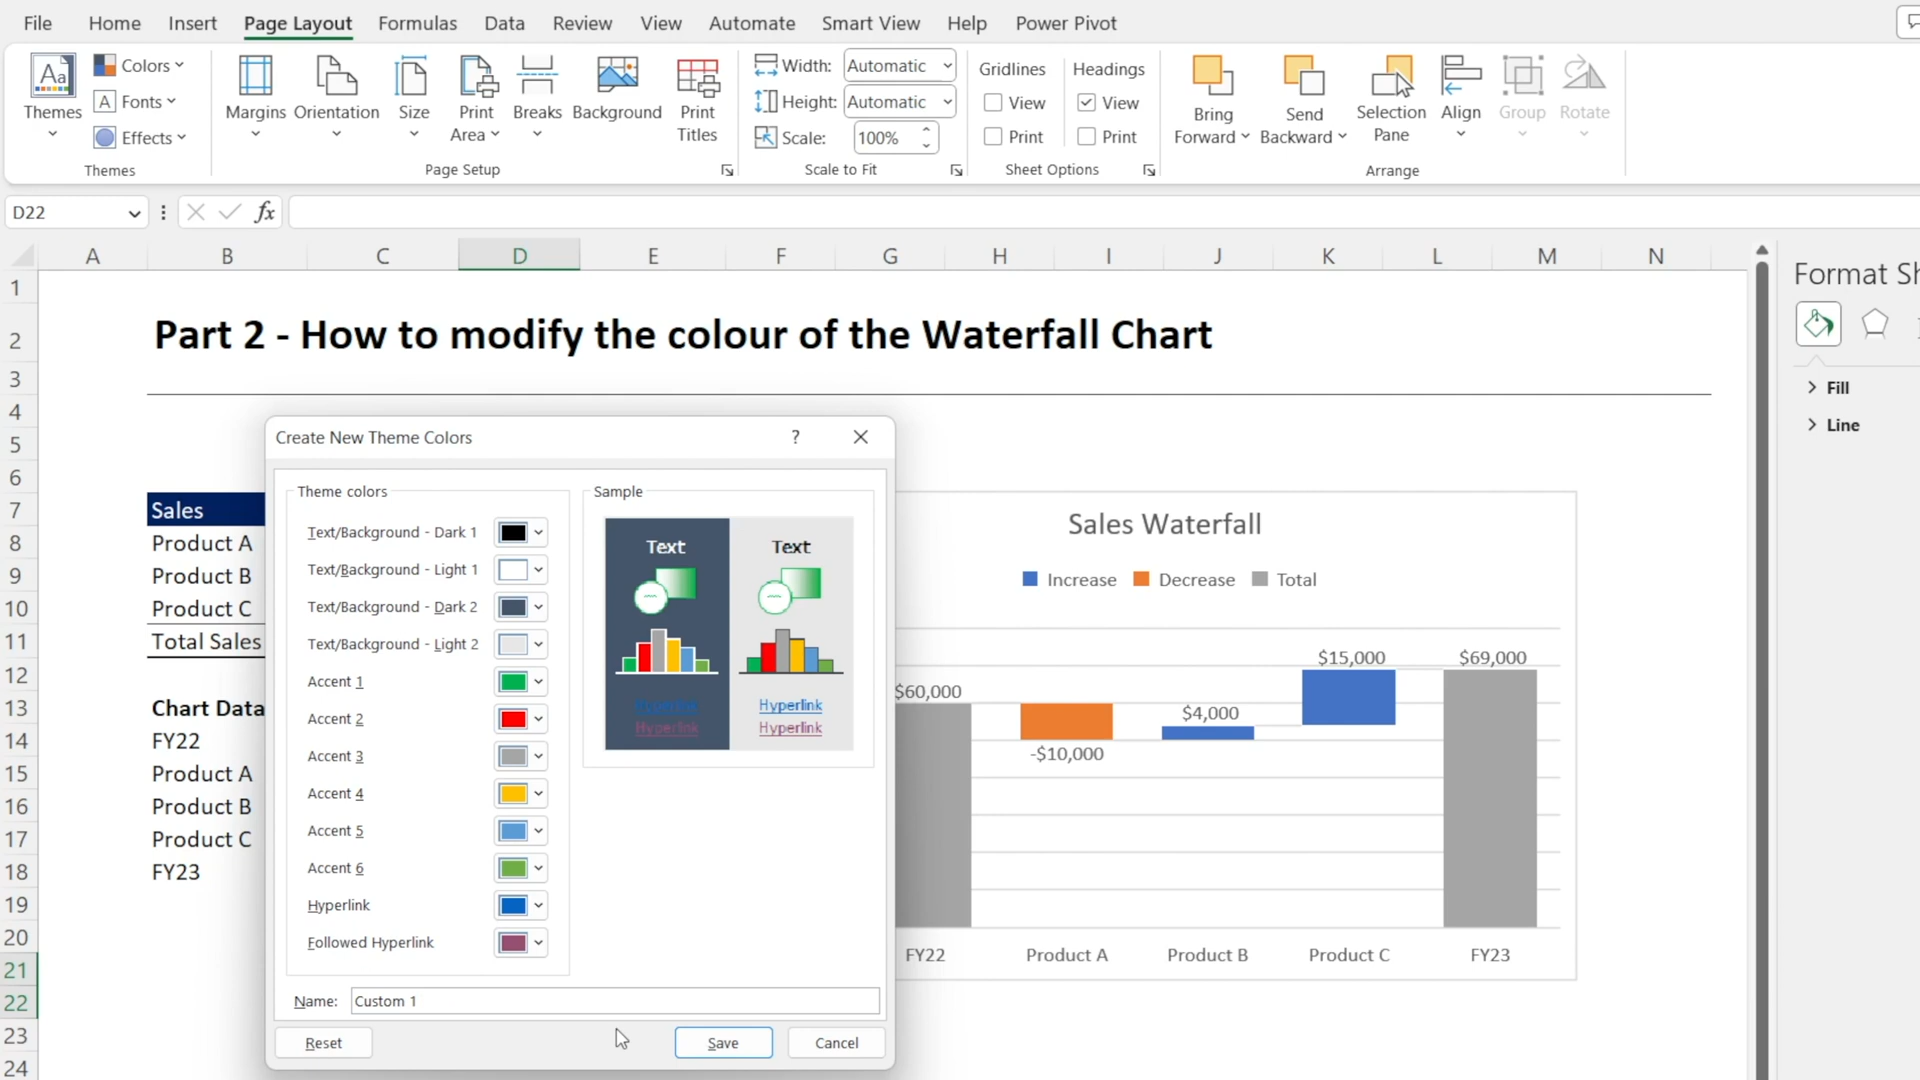 File Home Insert Page Layout Formulas Data Review View Automate Smart View Help Power Pivot
Themes
Colors
Fonts
Effects
Themes
Margins
Orientation
Size
Print Area
Breaks
Background
Print Titles
Page Setup
Width: Automatic
Height: Automatic
Scale: 100%
Scale to Fit
Gridlines
View
Print
Headings
View
Print
Sheet Options
Bring Forward
Send Backward
Selection Pane
Align
Group
Rotate
Arrange
D22 fx
A B C D E F G H I J K L M N
1
2 Part 2 - How to modify the colour of the Waterfall Chart
3
4
5
6
7 Sales
8 Product A
9 Product B
10 Product C
11 Total Sales
12
13 Chart Data
14 FY22
15 Product A
16 Product B
17 Product C
18 FY23
19
20
21
22
23
24
Create New Theme Colors ?
Theme colors
Text/Background - Dark 1
Text/Background - Light 1
Text/Background - Dark 2
Text/Background - Light 2
Accent 1
Accent 2
Accent 3
Accent 4
Accent 5
Accent 6
Hyperlink
Followed Hyperlink
Sample
Text Text
Hyperlink Hyperlink
Hyperlink Hyperlink
Name: Custom 1
Reset Save Cancel
Sales Waterfall
Increase Decrease Total
$60,000
-$10,000
$4,000
$15,000
$69,000
FY22 Product A Product B Product C FY23
Format Sh
Fill
Line